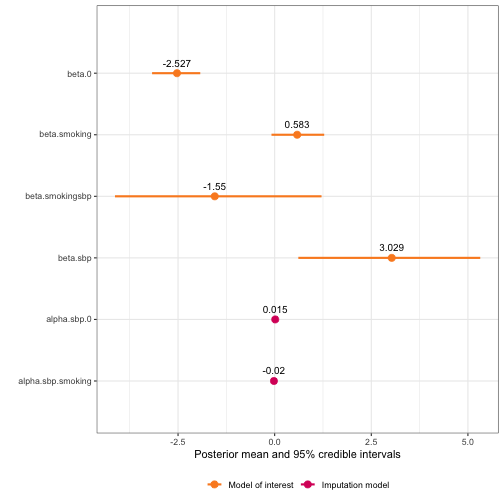 -2.527
beta.0
0.583
beta.smoking
-1.55
beta.smokingsbp
3.029
beta.sbp
0.015
alpha.sbp.0
-0.02
alpha.sbp.smoking
-2.5 0.0 2.5 5.0
Posterior mean and 95% credible intervals
Model of interest Imputation model